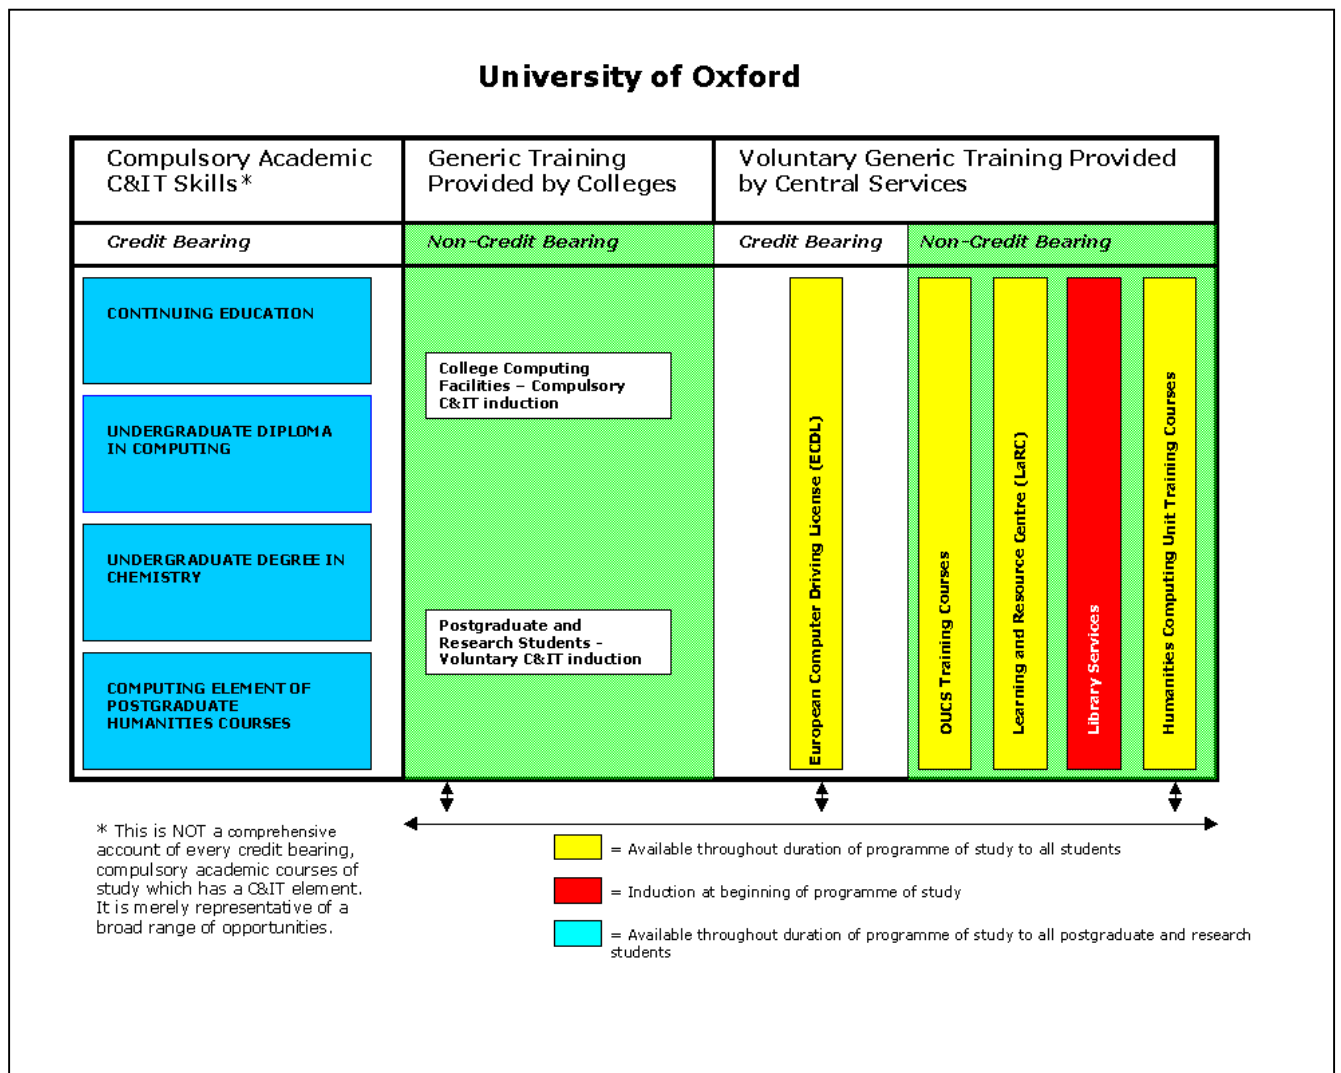 University of Oxford
Compulsory Academic
C&IT Skills*
Generic Training
Provided by Colleges
Voluntary Generic Training Provided
by Central Services
Credit Bearing
Non-Credit Bearing
Credit Bearing
Non-Credit Bearing
CONTINUING EDUCATION
UNDERGRADUATE DIPLOMA
IN COMPUTING
UNDERGRADUATE DEGREE IN
CHEMISTRY
COMPUTING ELEMENT OF
POSTGRADUATE
HUMANITIES COURSES
College Computing
Facilities – Compulsory
C&IT induction
Postgraduate and
Research Students -
Voluntary C&IT induction
European Computer Driving License (ECDL)
OUCS Training Courses
Learning and Resource Centre (LaRC)
Library Services
Humanities Computing Unit Training Courses
* This is NOT a comprehensive
account of every credit bearing,
compulsory academic courses of
study which has a C&IT element.
It is merely representative of a
broad range of opportunities.
= Available throughout duration of programme of study to all students
= Induction at beginning of programme of study
= Available throughout duration of programme of study to all postgraduate and research
students